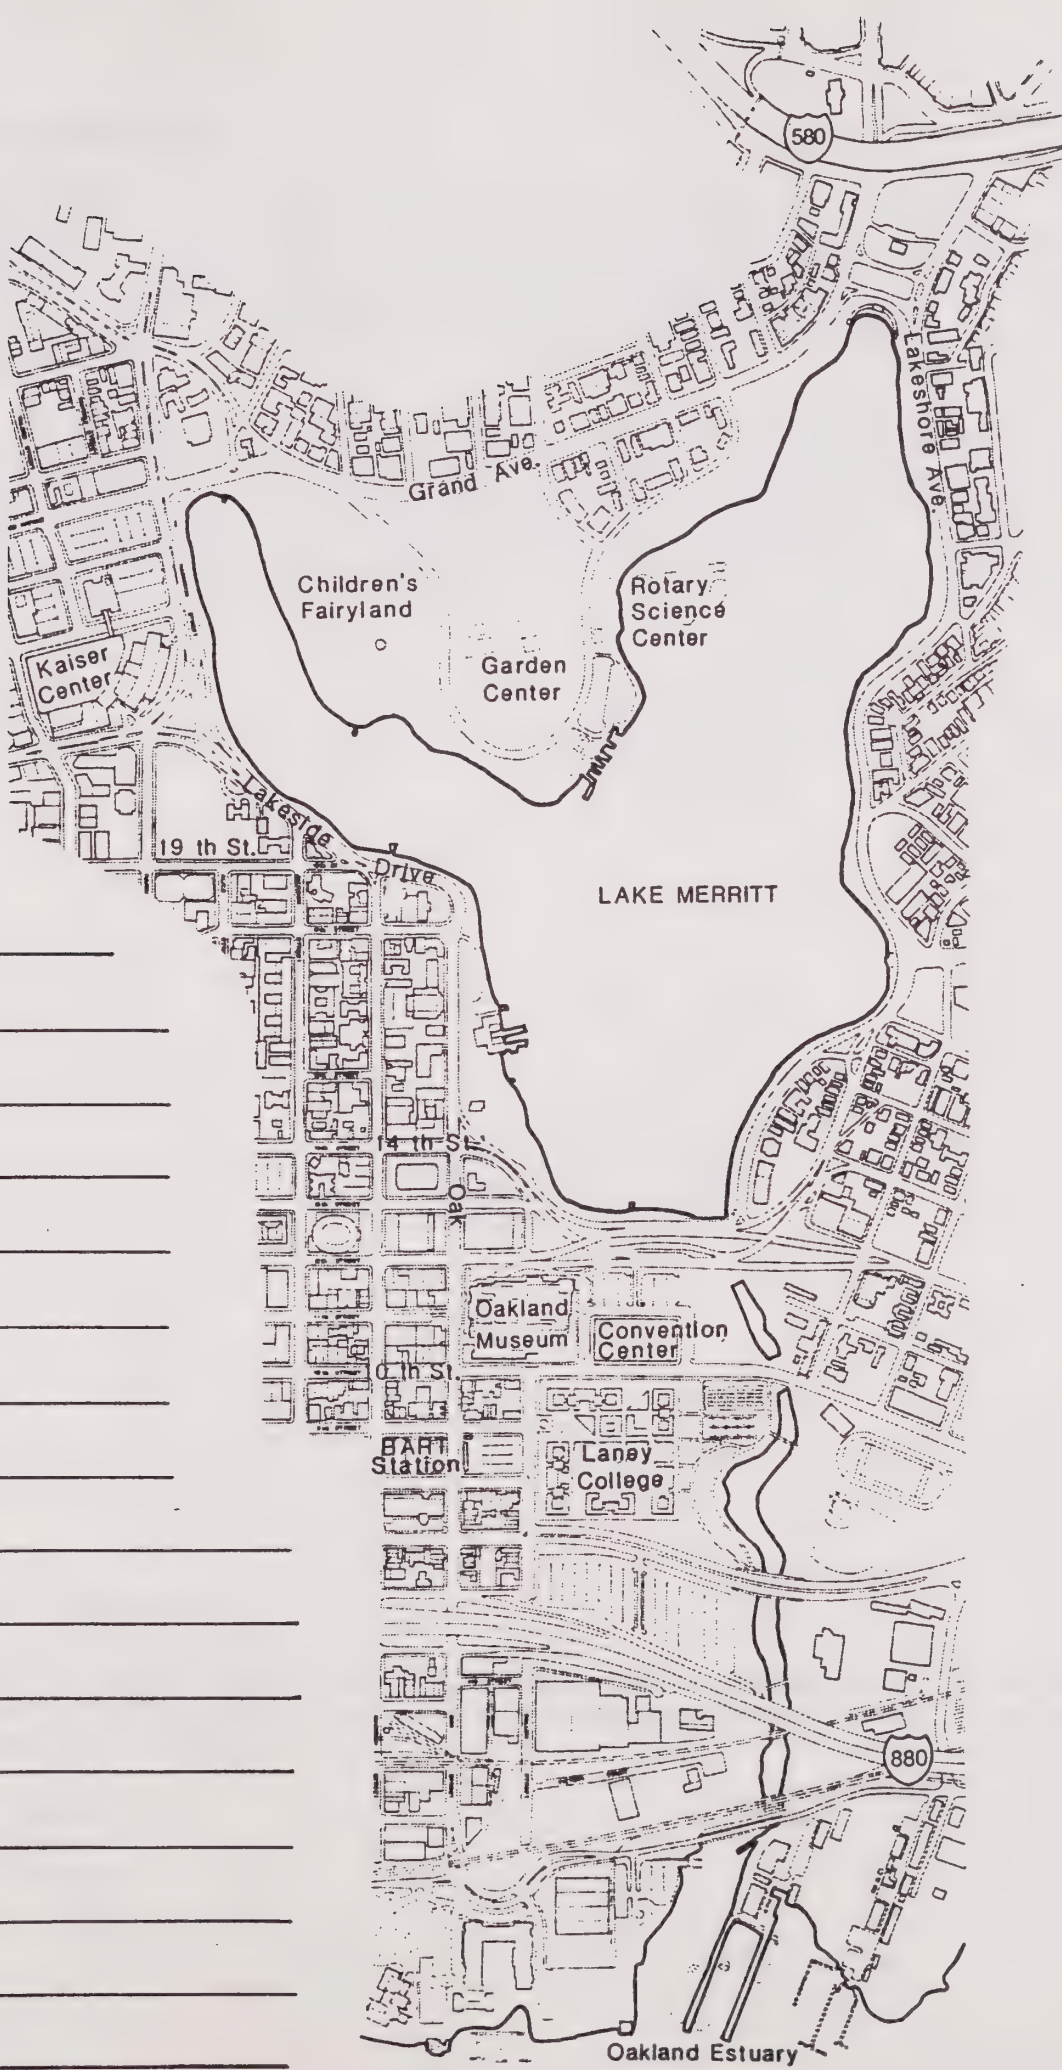 580
Lakeshore Ave.
Grand Ave.
Children's
Fairyland
Rotary
Science
Center
Garden
Center
Kaiser
Center
Lakeside
Drive
19 th St.
LAKE MERRITT
14 th St.
Oak
Oakland
Museum
Convention
Center
10 th St.
BART
Station
Laney
College
880
Oakland Estuary